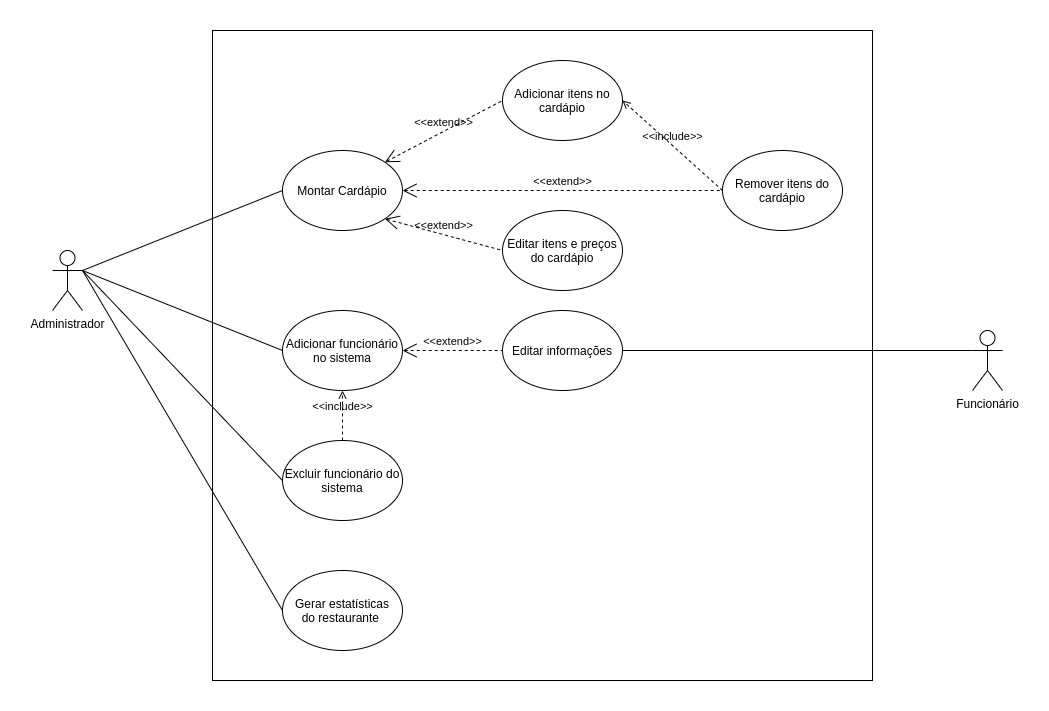 Adicionar itens no
cardápio
<<extend>>
<<include>>
Montar Cardápio
<<extend>>
Remover itens do
cardápio
<<extend>>
Editar itens e preços
do cardápio
Administrador
Adicionar funcionário
no sistema
<<extend>>
Editar informações
Funcionário
<<include>>
Excluir funcionário do
sistema
Gerar estatísticas
do restaurante